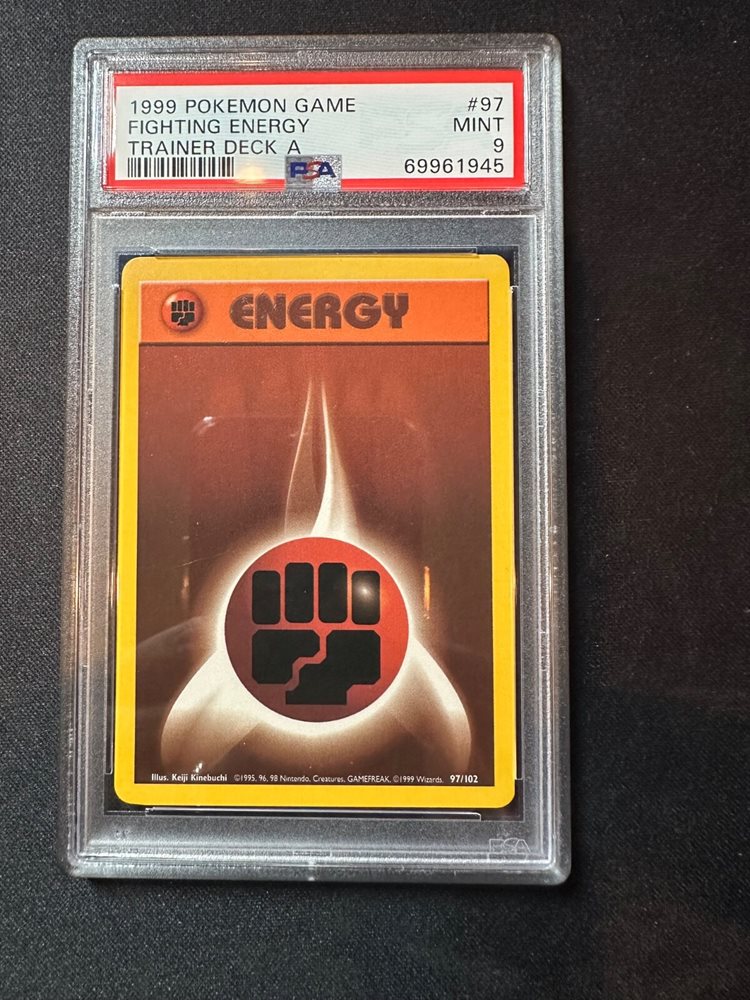 1999 POKEMON GAME #97
FIGHTING ENERGY MINT
TRAINER DECK A 9
PSA 69961945
ENERGY
Illus. Keiji Kinebuchi ©1995, 96, 98 Nintendo, Creatures, GAMEFREAK. ©1999 Wizards. 97/102
PSA